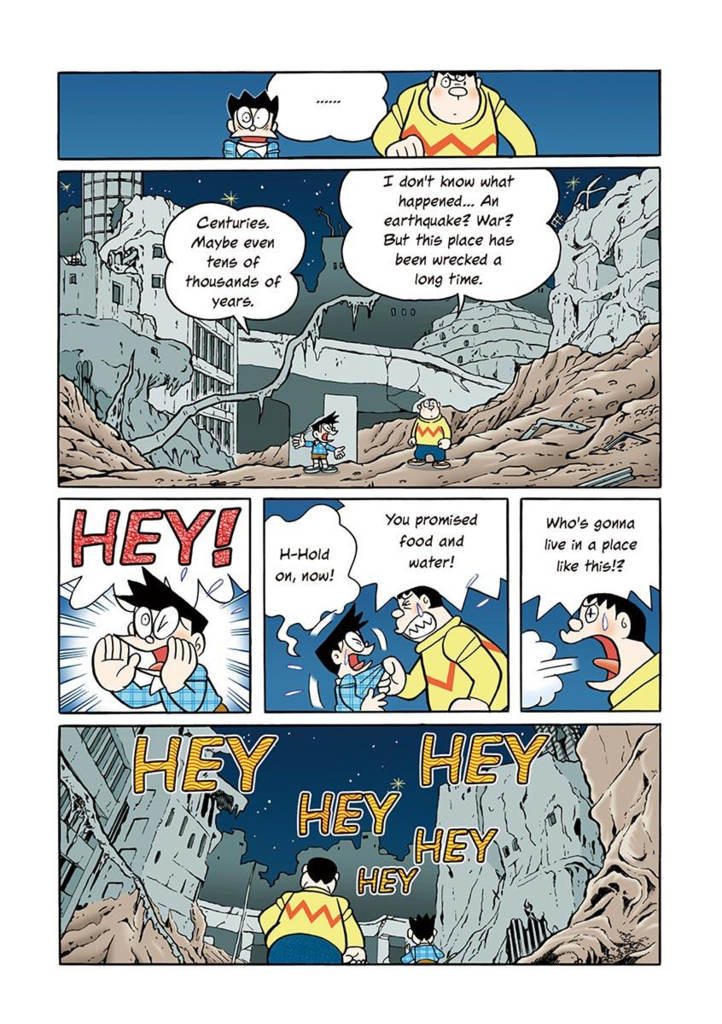 ......
I don't know what
happened... An
earthquake? War?
But this place has
been wrecked a
long time.
Centuries.
Maybe even
tens of
thousands of
years.
Who's gonna
live in a place
like this!?
You promised
food and
water!
H-Hold
on, now!
HEY!
HEY
HEY
HEY
HEY
HEY